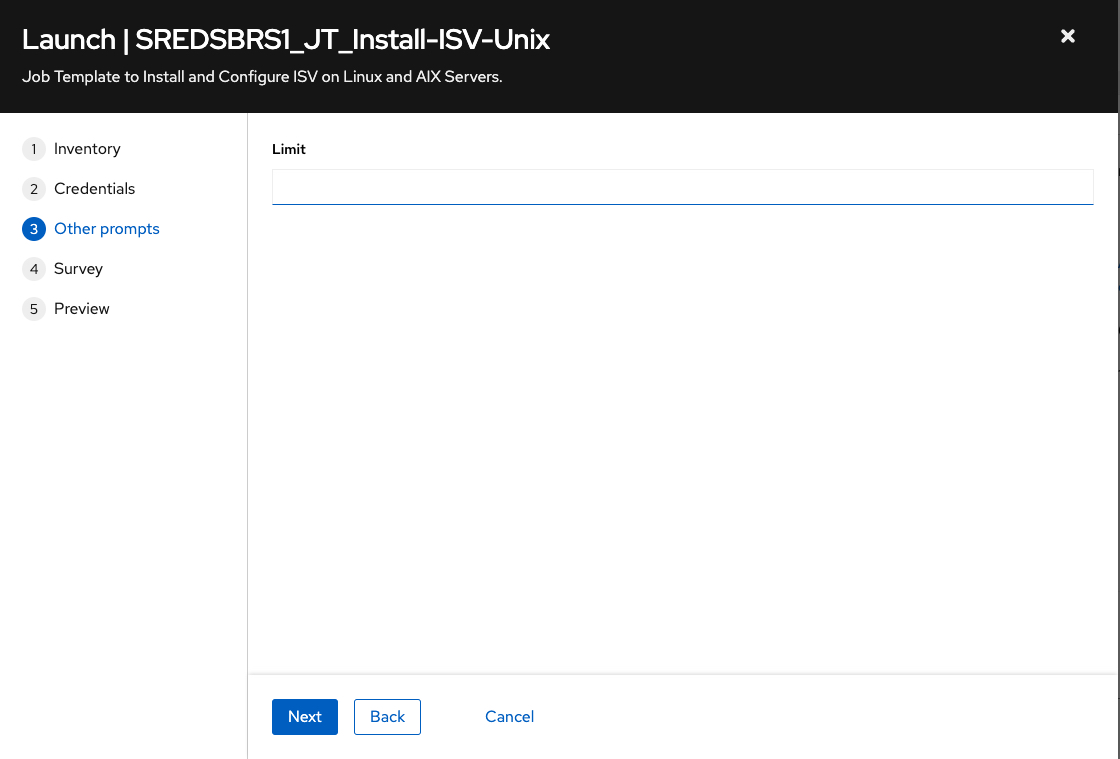 Launch | SREDSBRS1_JT_Install-ISV-Unix
Job Template to Install and Configure ISV on Linux and AIX Servers.
1 Inventory
2 Credentials
3 Other prompts
4 Survey
5 Preview
Limit
Next Back Cancel